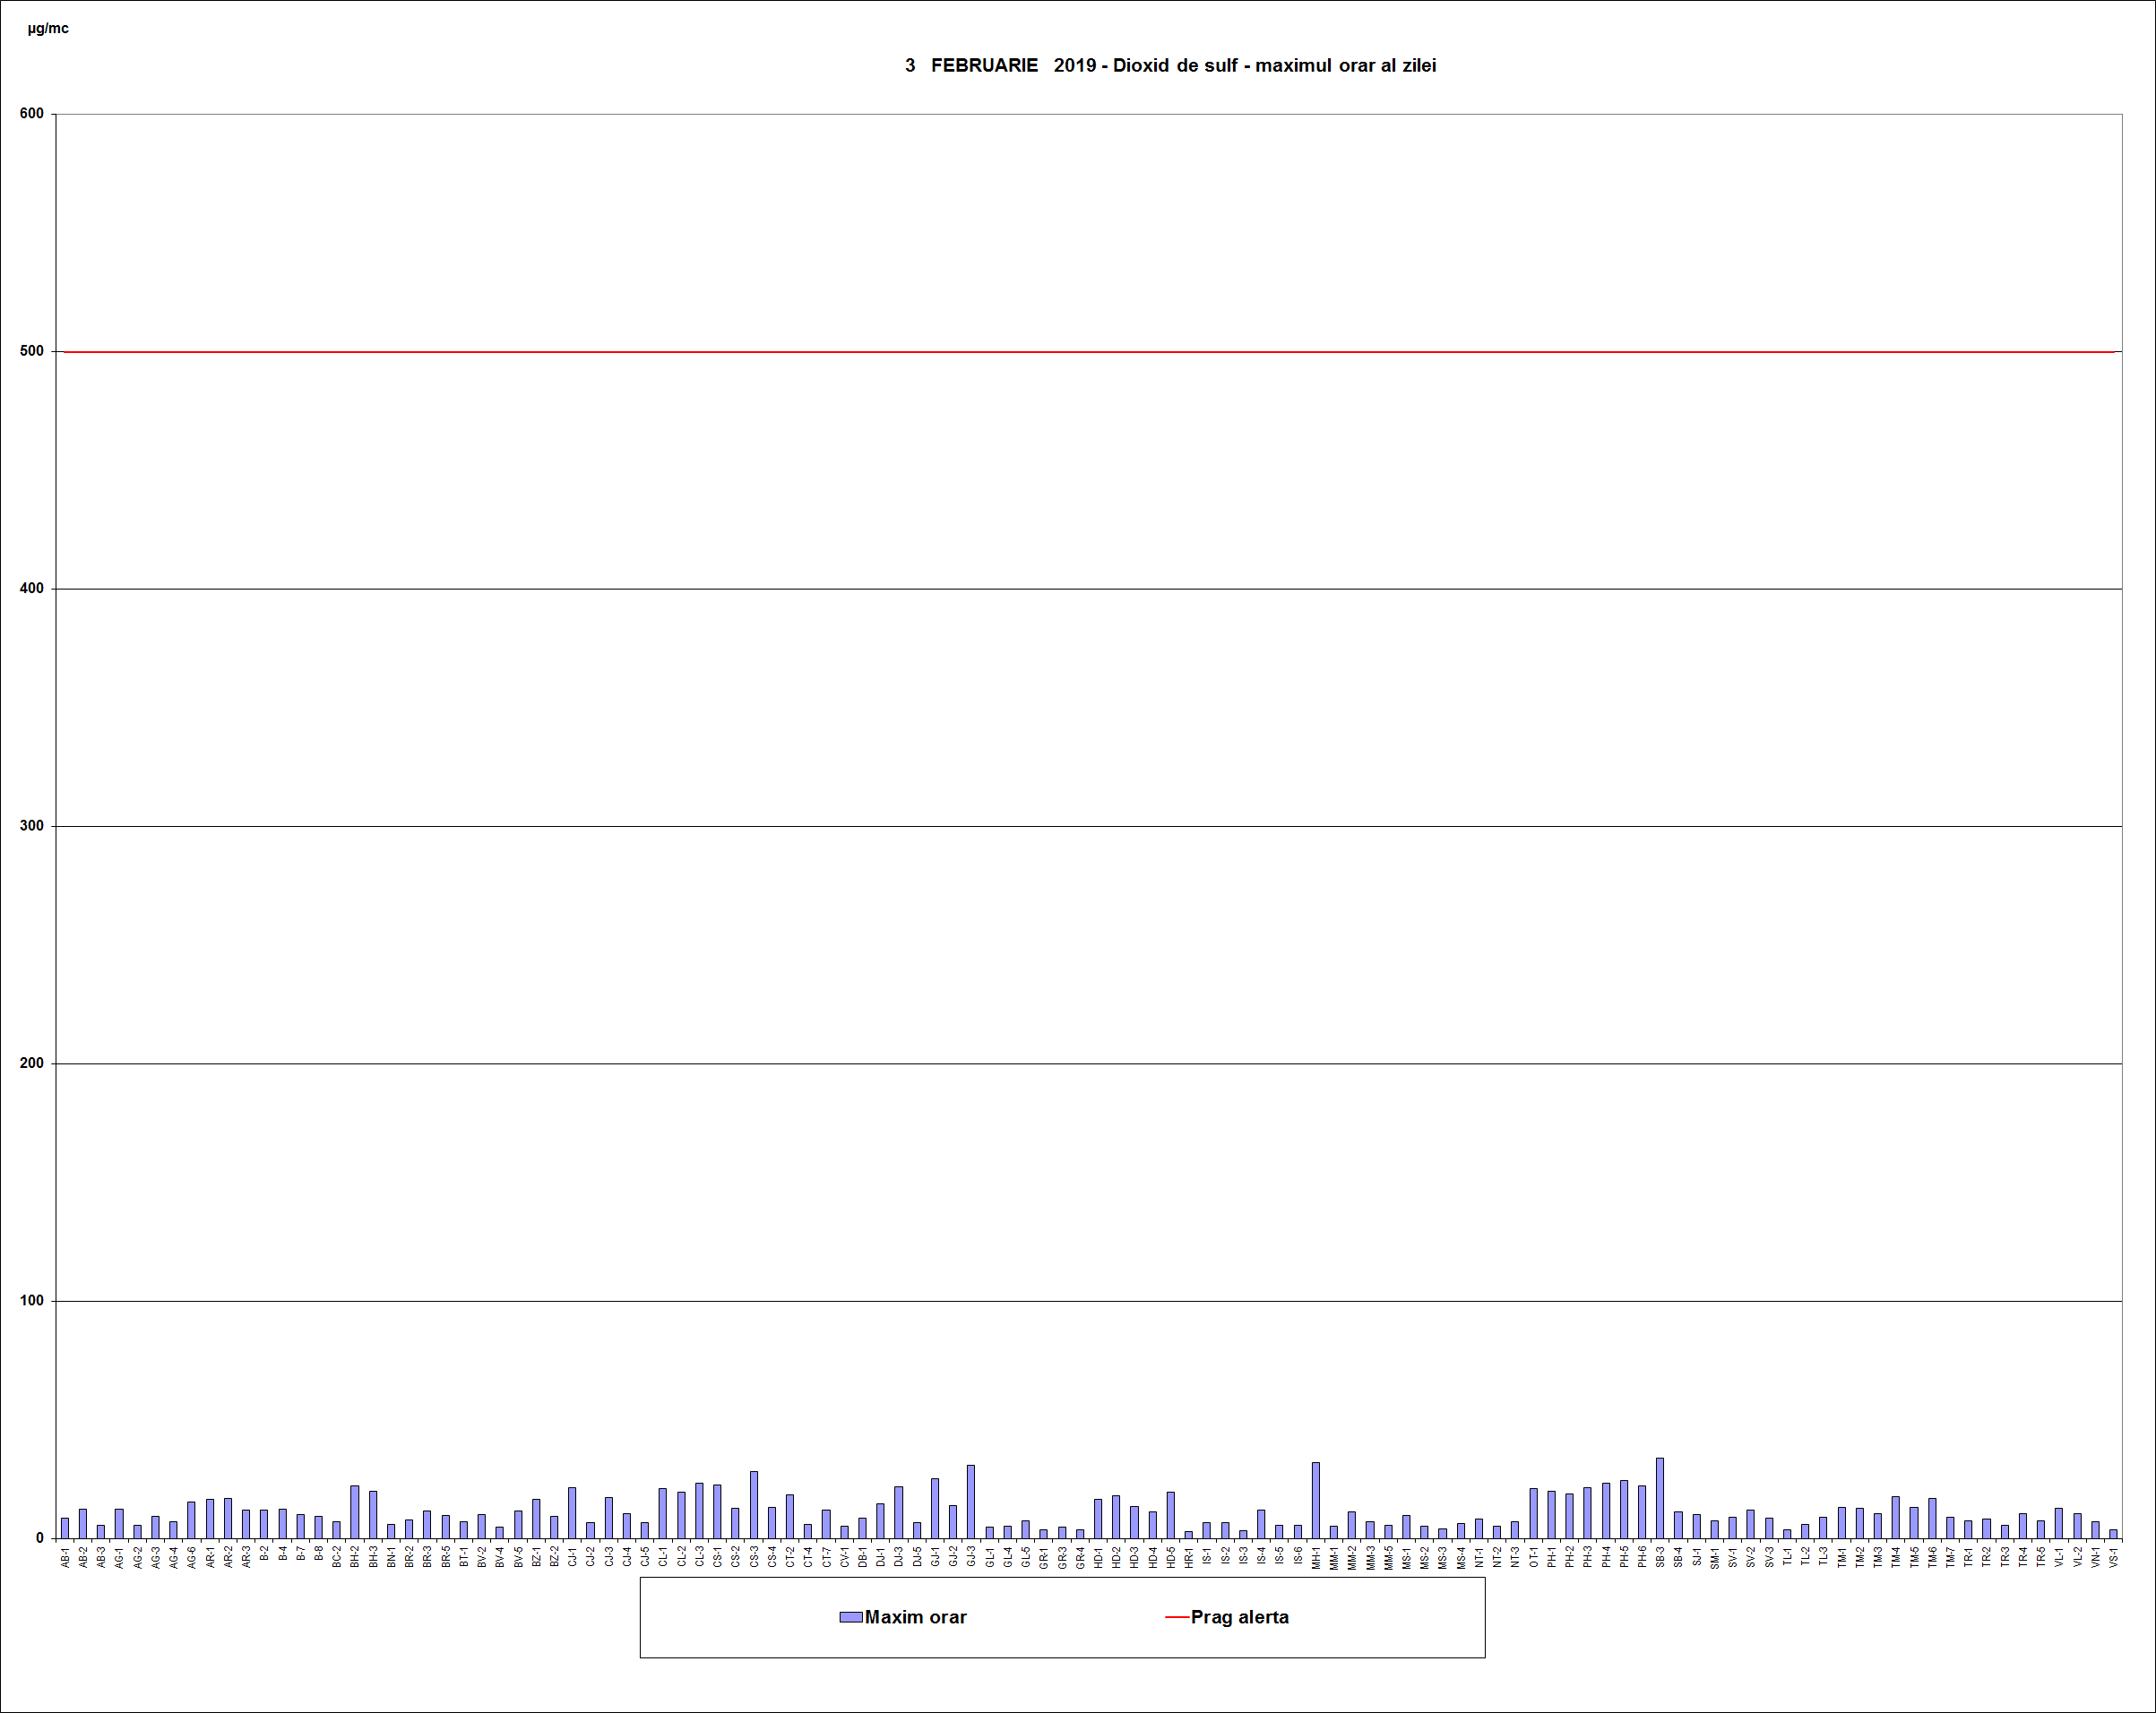 µg/mc
3 FEBRUARIE 2019 - Dioxid de sulf - maximul orar al zilei
600
500
400
300
200
100
0
AB-1 AB-2 AB-3 AG-1 AG-2 AG-3 AG-4 AG-6 AR-1 AR-2 AR-3 B-2 B-4 B-7 B-8 BC-2 BH-2 BH-3 BN-1 BR-2 BR-3 BR-5 BT-1 BV-2 BV-4 BV-5 BZ-1 BZ-2 CJ-1 CJ-2 CJ-3 CJ-4 CJ-5 CL-1 CL-2 CL-3 CS-1 CS-2 CS-3 CS-4 CT-2 CT-4 CT-7 CV-1 DB-1 DJ-1 DJ-3 DJ-5 GJ-1 GJ-2 GJ-3 GL-1 GL-4 GL-5 GR-1 GR-3 GR-4 HD-1 HD-2 HD-3 HD-4 HD-5 HR-1 IS-1 IS-2 IS-3 IS-4 IS-5 IS-6 MH-1 MM-1 MM-2 MM-3 MM-5 MS-1 MS-2 MS-3 MS-4 NT-1 NT-2 NT-3 OT-1 PH-1 PH-2 PH-3 PH-4 PH-5 PH-6 SB-3 SB-4 SJ-1 SM-1 SV-1 SV-2 SV-3 TL-1 TL-2 TL-3 TM-1 TM-2 TM-3 TM-4 TM-5 TM-6 TM-7 TR-1 TR-2 TR-3 TR-4 TR-5 VL-1 VL-2 VN-1 VS-1
Maxim orar Prag alerta